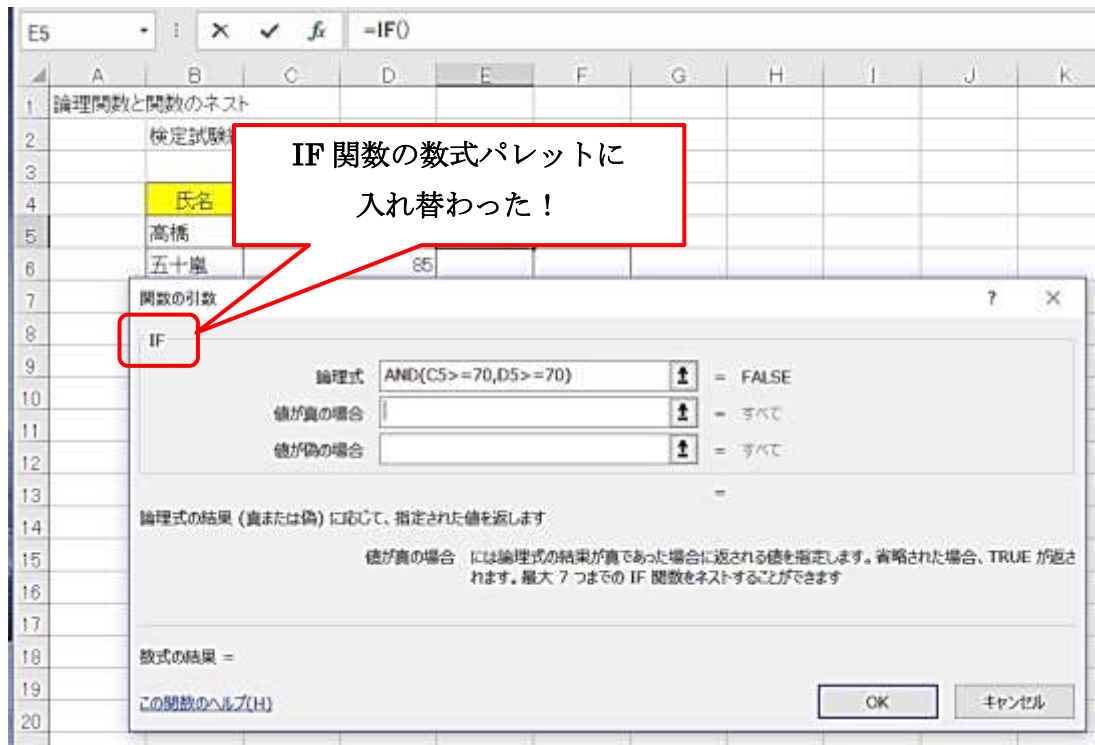 E5 fx =IF()
A B C D E F G H I J K
1 論理関数と関数のネスト
2 検定試験
3
4 氏名
5 高橋
6 五十嵐 85
IF 関数の数式パレットに
入れ替わった！
7
8
9
10
11
12
13
14
15
16
17
18
19
20
関数の引数 ? ×
IF
論理式 AND(C5>=70,D5>=70) = FALSE
値が真の場合 = すべて
値が偽の場合 = すべて
=
論理式の結果 (真または偽) に応じて、指定された値を返します
値が真の場合 には論理式の結果が真であった場合に返される値を指定します。省略された場合、TRUE が返さ
れます。最大 7 つまでの IF 関数をネストすることができます
数式の結果 =
この関数のヘルプ(H) OK キャンセル